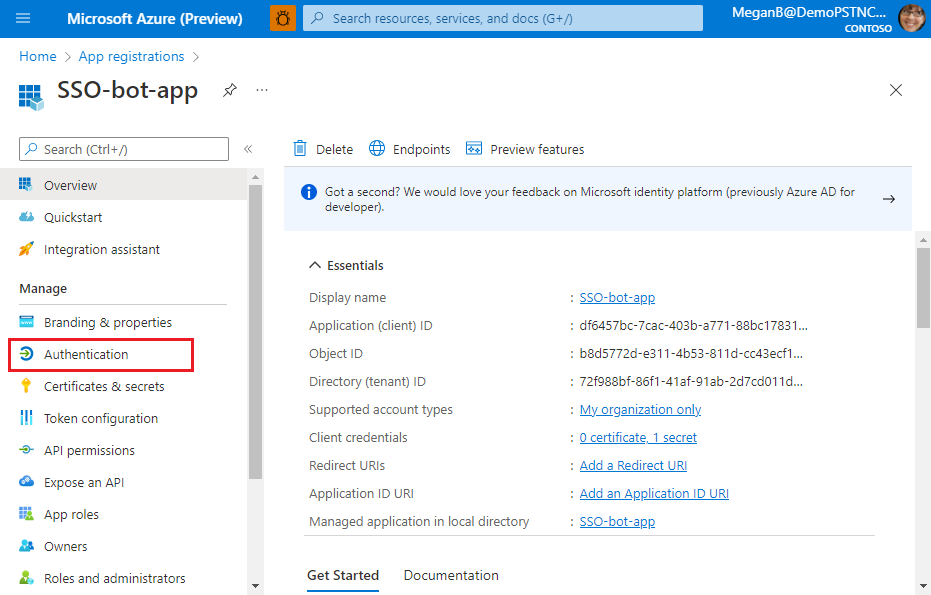 Microsoft Azure (Preview)
Search resources, services, and docs (G+/)
MeganB@DemoPSTNC...
CONTOSO
Home > App registrations >
SSO-bot-app
Search (Ctrl+/)
«
Delete
Endpoints
Preview features
Overview
Quickstart
Integration assistant
Manage
Branding & properties
Authentication
Certificates & secrets
Token configuration
API permissions
Expose an API
App roles
Owners
Roles and administrators
Got a second? We would love your feedback on Microsoft identity platform (previously Azure AD for
developer).
Essentials
Display name : SSO-bot-app
Application (client) ID : df6457bc-7cac-403b-a771-88bc17831...
Object ID : b8d5772d-e311-4b53-811d-cc43ecf1...
Directory (tenant) ID : 72f988bf-86f1-41af-91ab-2d7cd011d...
Supported account types : My organization only
Client credentials : 0 certificate, 1 secret
Redirect URIs : Add a Redirect URI
Application ID URI : Add an Application ID URI
Managed application in local directory : SSO-bot-app
Get Started
Documentation